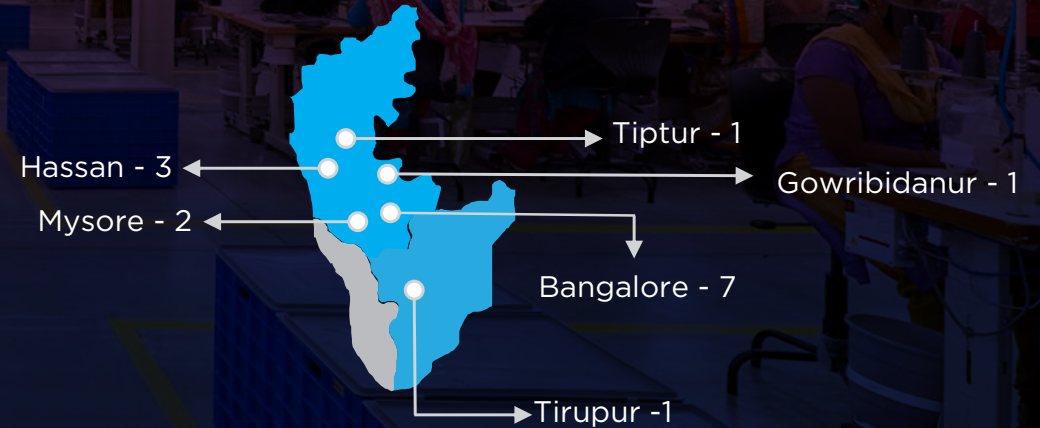 Tiptur - 1
Hassan - 3
Gowribidanur - 1
Mysore - 2
Bangalore - 7
Tirupur -1